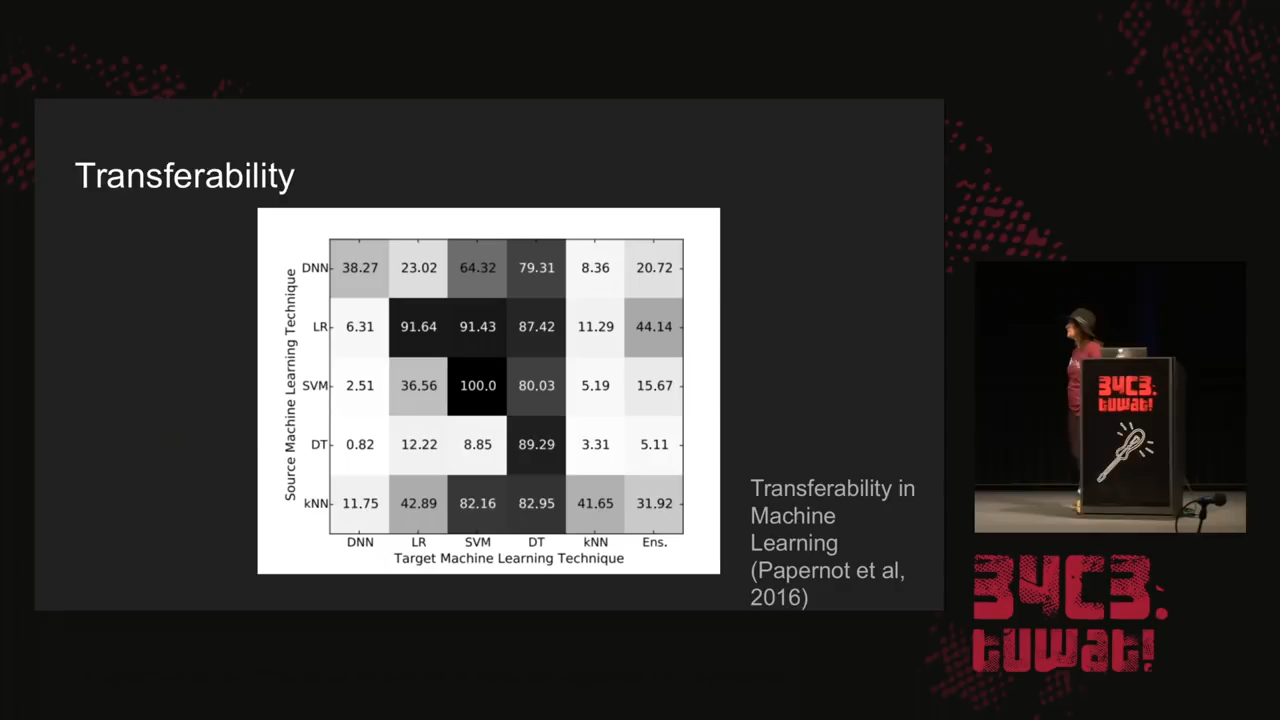 Transferability
Source Machine Learning Technique
DNN 38.27 23.02 64.32 79.31 8.36 20.72
LR 6.31 91.64 91.43 87.42 11.29 44.14
SVM 2.51 36.56 100.0 80.03 5.19 15.67
DT 0.82 12.22 8.85 89.29 3.31 5.11
kNN 11.75 42.89 82.16 82.95 41.65 31.92
DNN LR SVM DT kNN Ens.
Target Machine Learning Technique
Transferability in
Machine
Learning
(Papernot et al,
2016)
34C3.
tuwat!
34C3.
tuwat!